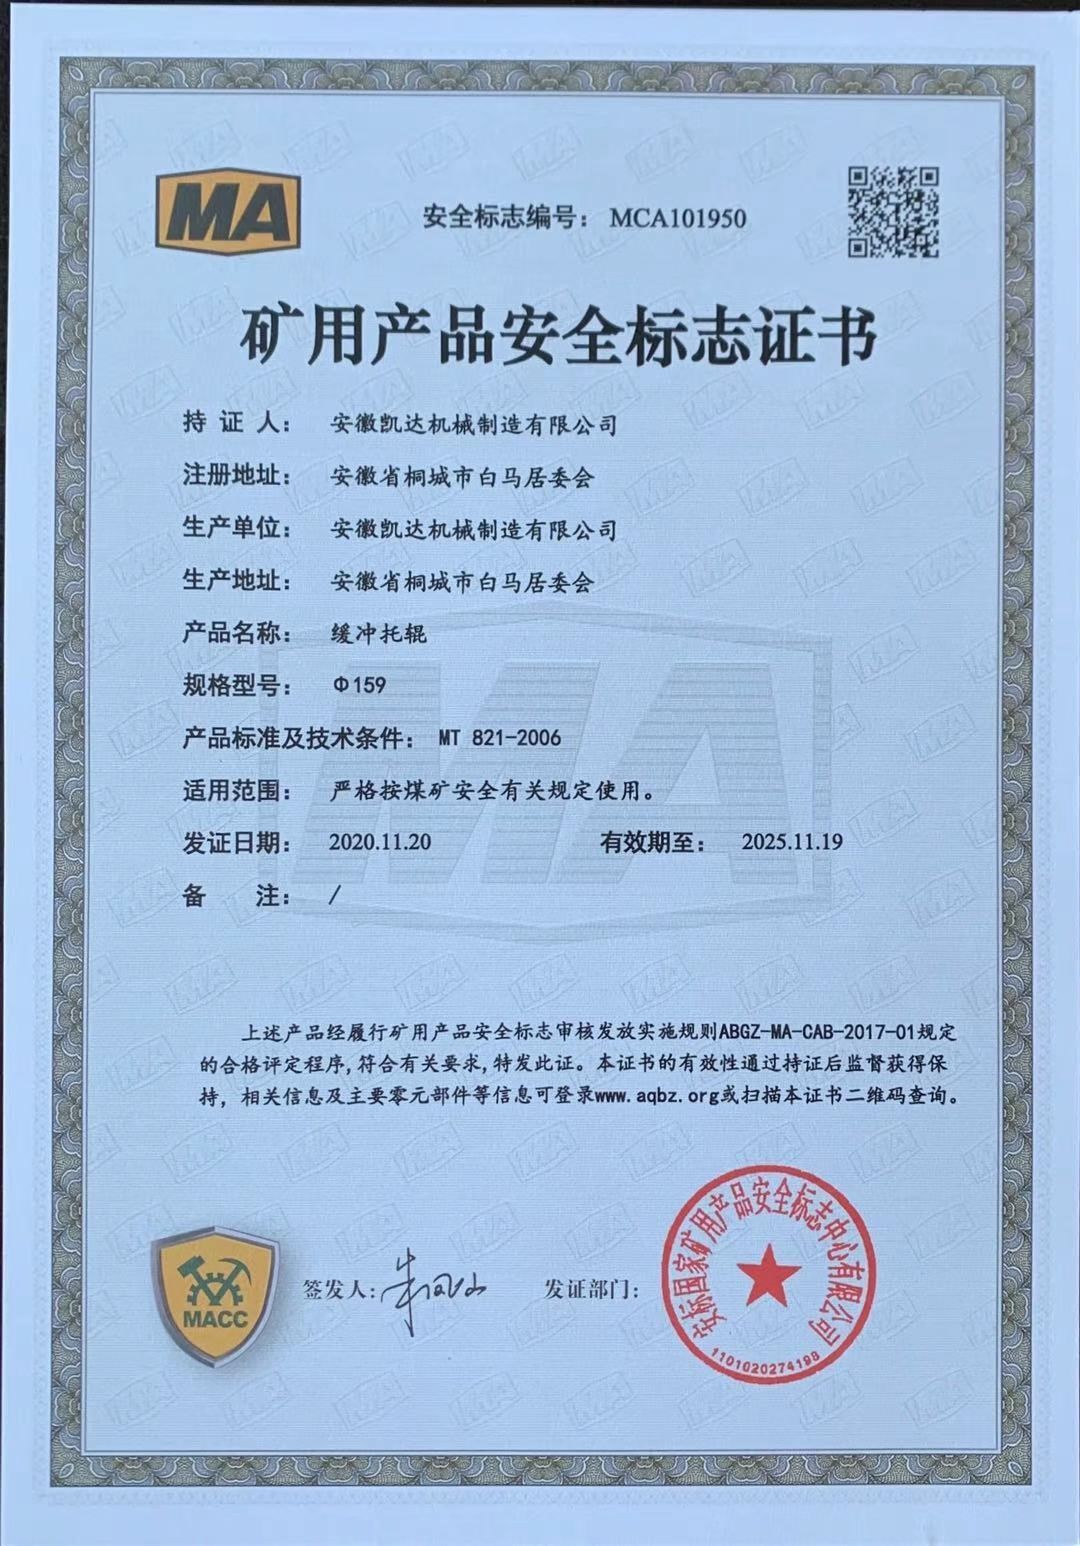 MA
安全标志编号： MCA101950
矿用产品安全标志证书
持 证 人： 安徽凯达机械制造有限公司
注册地址： 安徽省桐城市白马居委会
生产单位： 安徽凯达机械制造有限公司
生产地址： 安徽省桐城市白马居委会
产品名称： 缓冲托辊
规格型号： Φ159
产品标准及技术条件： MT 821-2006
适用范围： 严格按煤矿安全有关规定使用。
发证日期： 2020.11.20 有效期至： 2025.11.19
备 注： /
上述产品经履行矿用产品安全标志审核发放实施规则ABGZ-MA-CAB-2017-01规定
的合格评定程序,符合有关要求,特发此证。本证书的有效性通过持证后监督获得保
持，相关信息及主要零元部件等信息可登录www.aqbz.org或扫描本证书二维码查询。
MACC
签发人:
发证部门:
安标国家矿用产品安全标志中心有限公司
1101020274198